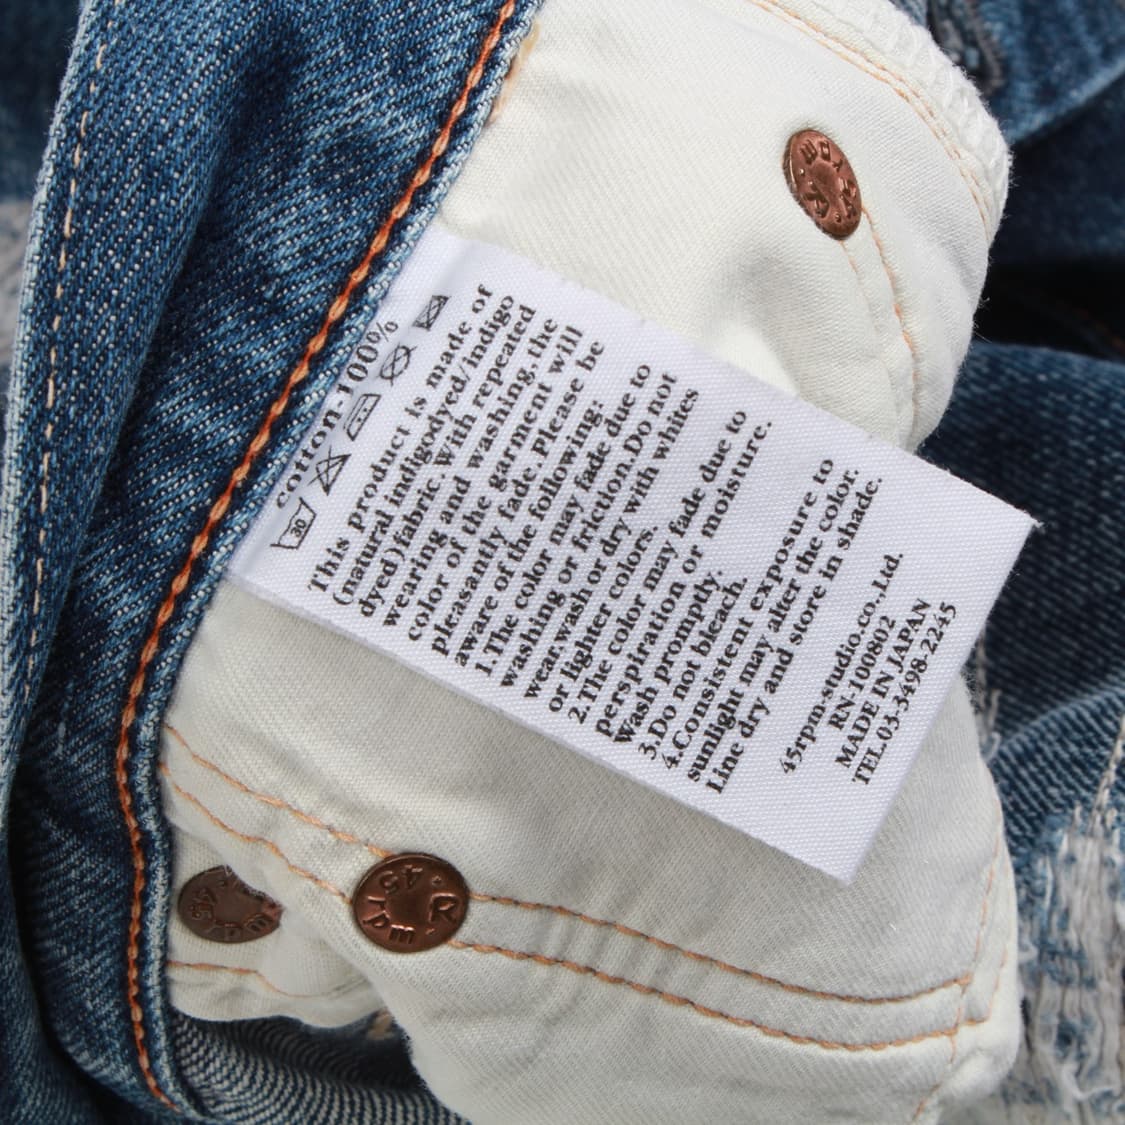 cotton-100%
30
This product is made of
(natural indigodyed/indigo
dyed)fabric. With repeated
wearing and washing, the
color of the garment will
pleasantly fade. Please be
aware of the following:
1.The color may fade due to
washing or friction.Do not
wear.wash or dry with whites
or lighter colors.
2.The color may fade due to
perspiration or moisture.
Wash promptly.
3.Do not bleach.
4.Consistent exposure to
sunlight may alter the color.
Line dry and store in shade.
45rpm-studio.co.,Ltd.
RN-100802
MADE IN JAPAN
TEL.03-3498-2245
45rpm R
45rpm R
45 rpm